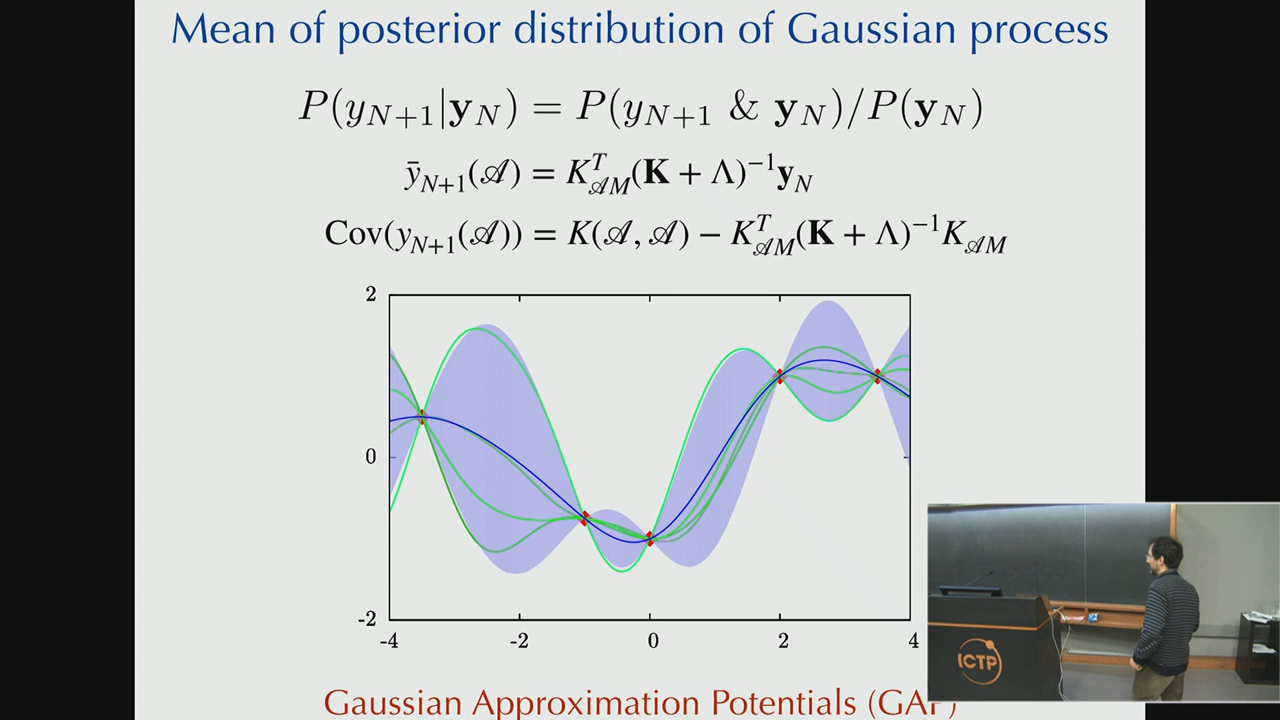 Mean of posterior distribution of Gaussian process
P(y_{N+1}|𝐲_N) = P(y_{N+1} & 𝐲_N)/P(𝐲_N)
ȳ_{N+1}(𝒜) = K^T_{𝒜M}(𝐊 + Λ)^{−1}𝐲_N
Cov(y_{N+1}(𝒜)) = K(𝒜, 𝒜) − K^T_{𝒜M}(𝐊 + Λ)^{−1}K_{𝒜M}
2
0
-2
-4 -2 0 2 4
ICTP
Gaussian Approximation Potentials (GAP)